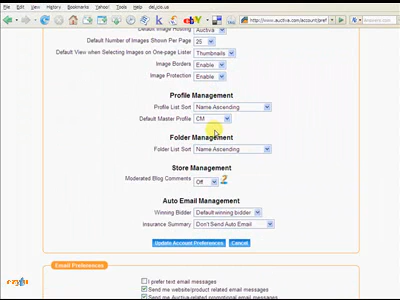 File Edit View History Bookmarks Yahoo! Tools Help del.icio.us
http://www.auctiva.com/account/pref
Default Image Hosting Auctiva
Default Number of Images Shown Per Page 25
Default View when Selecting Images on One-page Lister Thumbnails
Image Borders Enable
Image Protection Enable
Profile Management
Profile List Sort Name Ascending
Default Master Profile CM
Folder Management
Folder List Sort Name Ascending
Store Management
Moderated Blog Comments Off
Auto Email Management
Winning Bidder Default winning bidder
Insurance Summary Don't Send Auto Email
Update Account Preferences Cancel
Email Preferences
I prefer text email messages
Send me website/product related email messages
Send me Auctiva-related promotional email messages